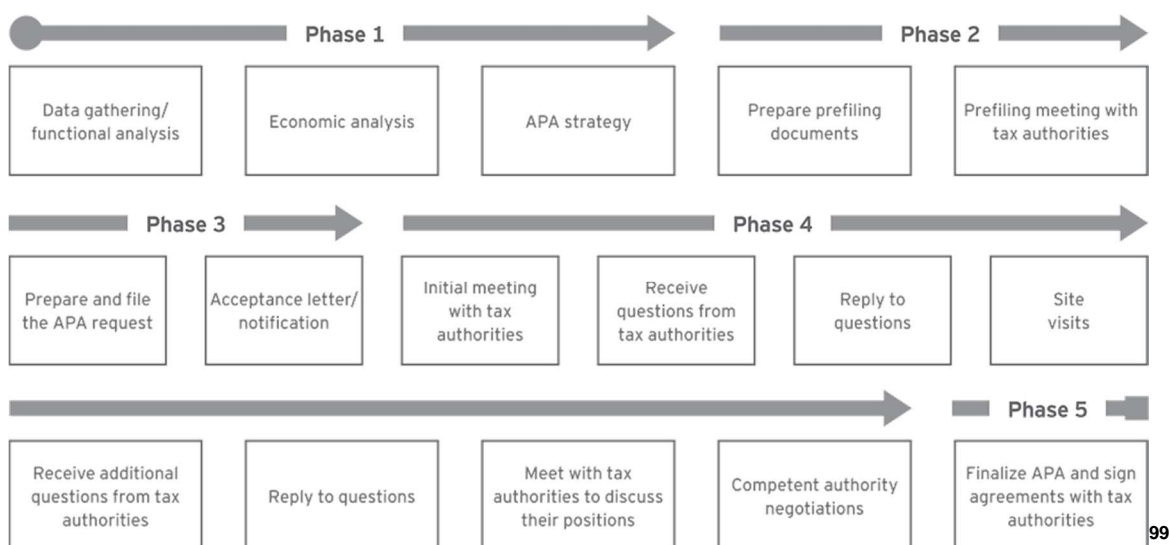 Phase 1
Phase 2
Data gathering/
functional analysis
Economic analysis
APA strategy
Prepare prefiling
documents
Prefiling meeting with
tax authorities
Phase 3
Phase 4
Prepare and file
the APA request
Acceptance letter/
notification
Initial meeting
with tax
authorities
Receive
questions from
tax authorities
Reply to
questions
Site
visits
Phase 5
Receive additional
questions from tax
authorities
Reply to questions
Meet with tax
authorities to discuss
their positions
Competent authority
negotiations
Finalize APA and sign
agreements with tax
authorities
99